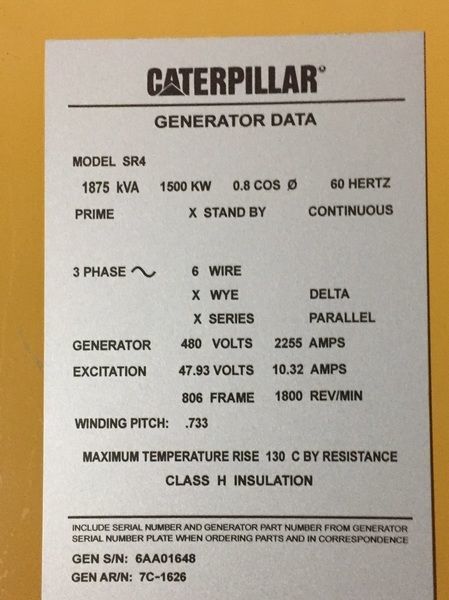 CATERPILLAR
GENERATOR DATA
MODEL SR4
1875 kVA 1500 KW 0.8 COS Ø 60 HERTZ
PRIME X STAND BY CONTINUOUS
3 PHASE 6 WIRE
X WYE DELTA
X SERIES PARALLEL
GENERATOR 480 VOLTS 2255 AMPS
EXCITATION 47.93 VOLTS 10.32 AMPS
806 FRAME 1800 REV/MIN
WINDING PITCH: .733
MAXIMUM TEMPERATURE RISE 130 C BY RESISTANCE
CLASS H INSULATION
INCLUDE SERIAL NUMBER AND GENERATOR PART NUMBER FROM GENERATOR
SERIAL NUMBER PLATE WHEN ORDERING PARTS AND IN CORRESPONDENCE
GEN S/N: 6AA01648
GEN AR/N: 7C-1626